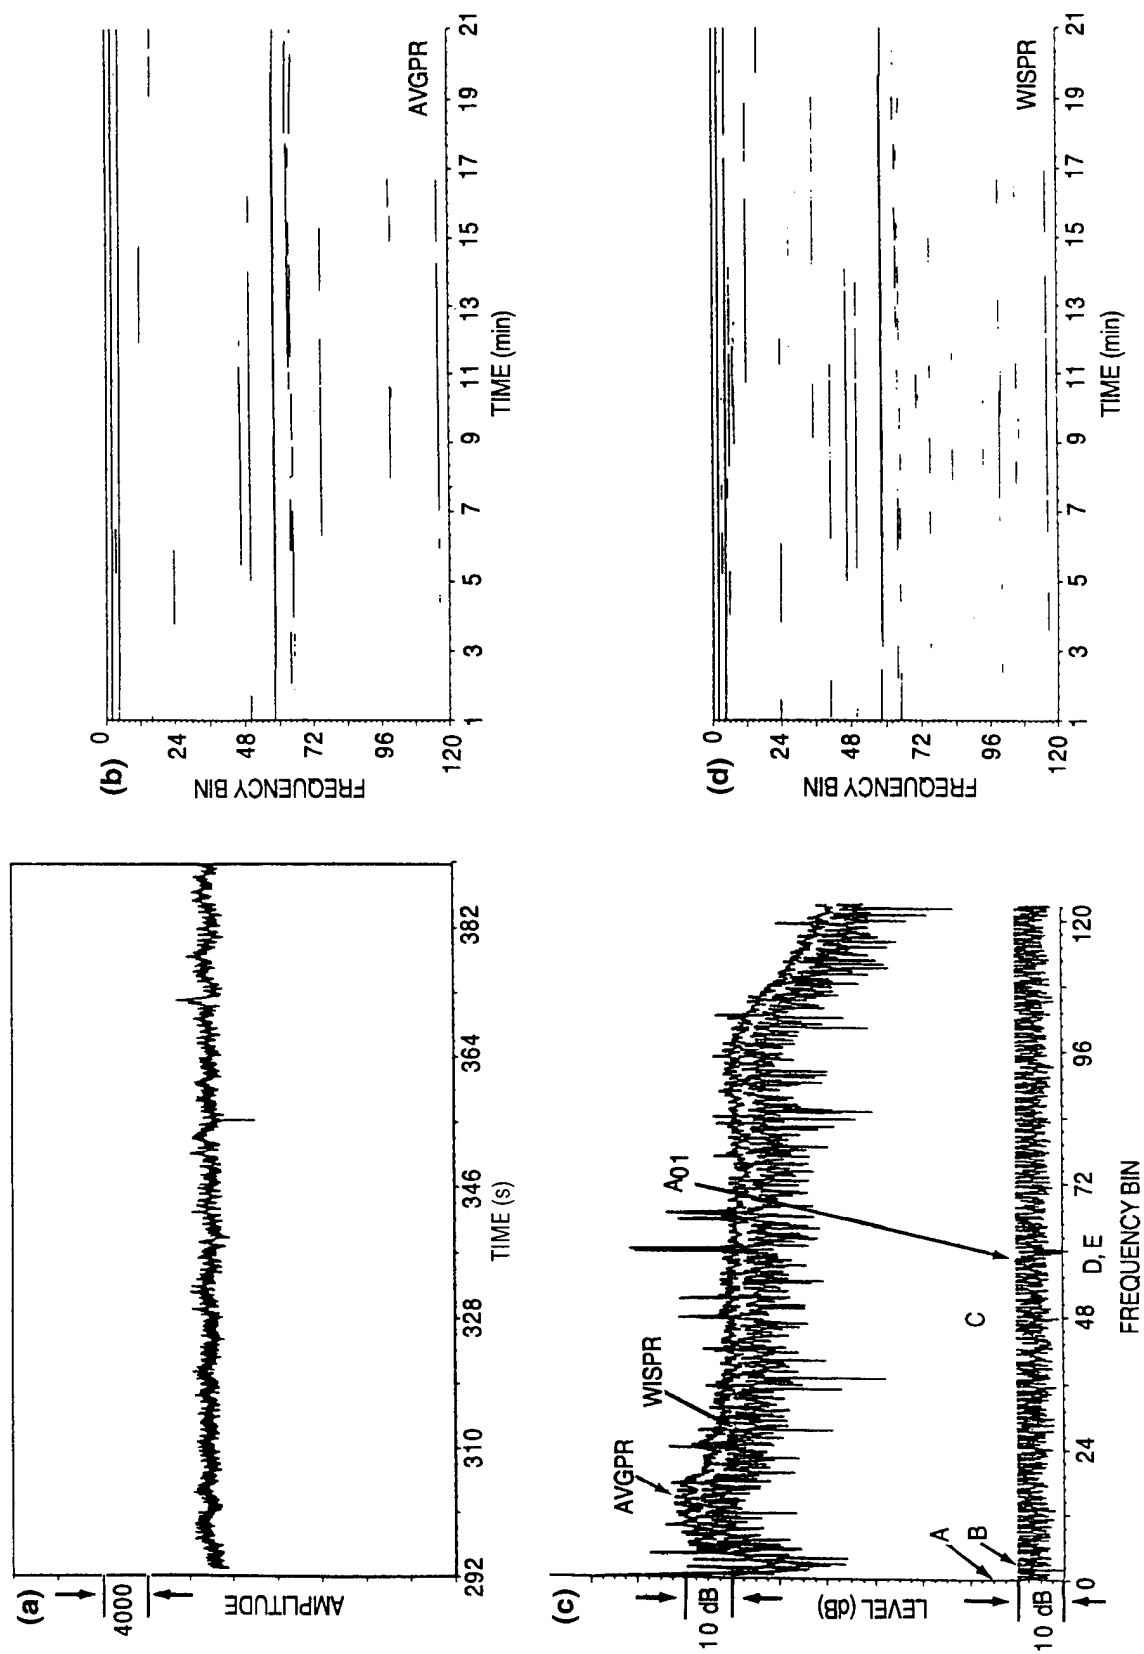 (a)
4000
AMPLITUDE
292
310
328
346
364
382
TIME (s)
(b)
0
24
48
72
96
120
FREQUENCY BIN
1
3
5
7
9
11
13
15
17
19
21
TIME (min)
AVGPR
(c)
10 dB
LEVEL (dB)
10 dB
AVGPR
WISPR
A01
A
B
C
D, E
0
24
48
72
96
120
FREQUENCY BIN
(d)
0
24
48
72
96
120
FREQUENCY BIN
1
3
5
7
9
11
13
15
17
19
21
TIME (min)
WISPR